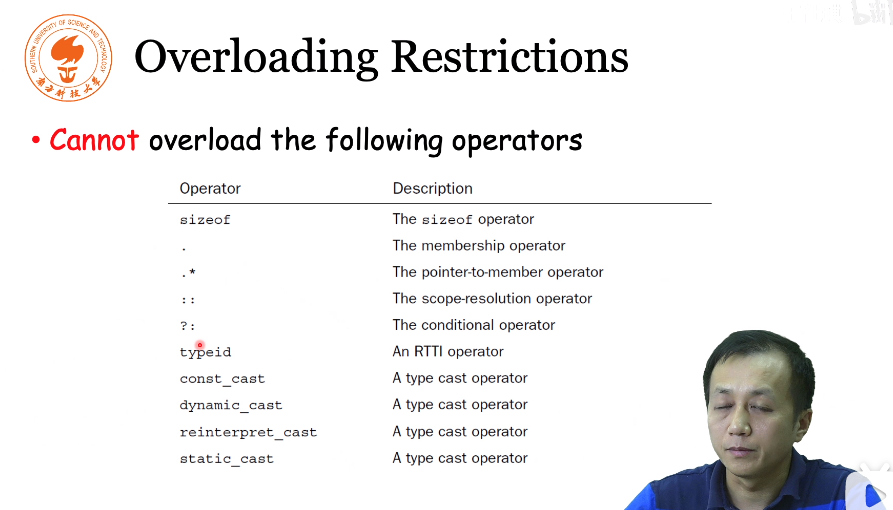 SOUTHERN UNIVERSITY OF SCIENCE AND TECHNOLOGY
南方科技大学
Overloading Restrictions
• Cannot overload the following operators
Operator Description
sizeof The sizeof operator
. The membership operator
.* The pointer-to-member operator
:: The scope-resolution operator
?: The conditional operator
typeid An RTTI operator
const_cast A type cast operator
dynamic_cast A type cast operator
reinterpret_cast A type cast operator
static_cast A type cast operator